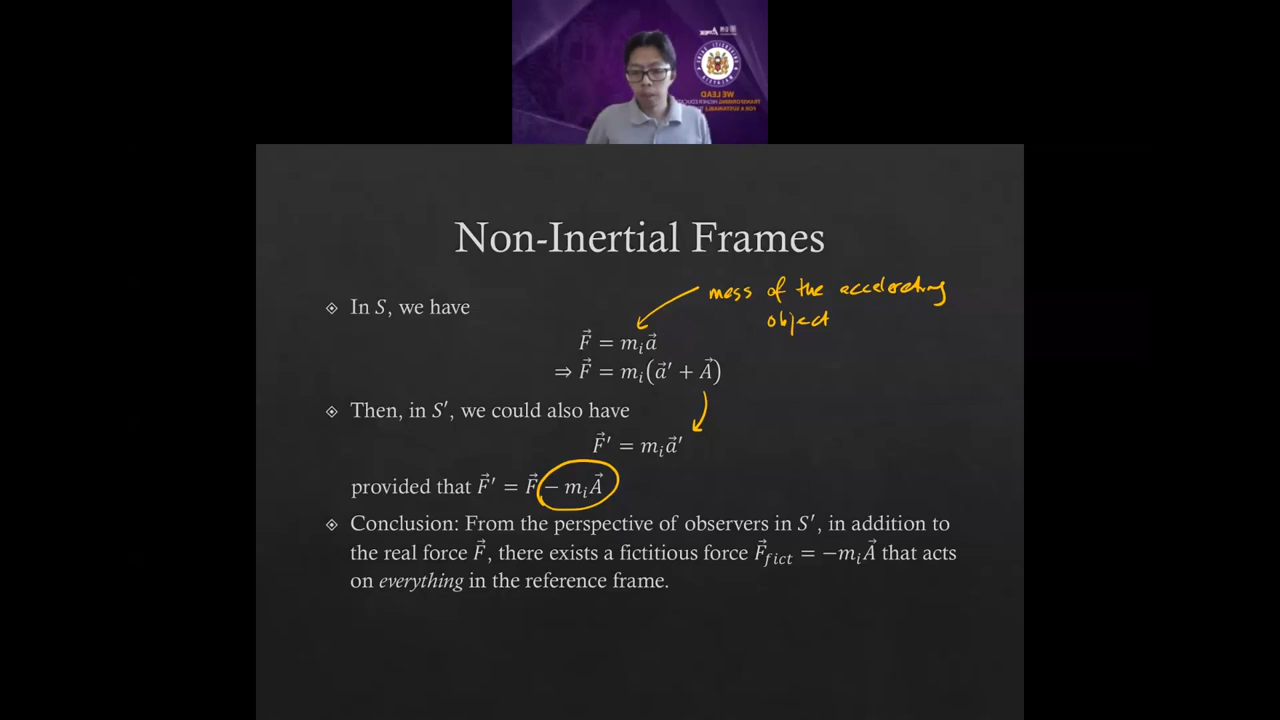 WE LEAD
Non-Inertial Frames
mass of the accelerating
object
In S, we have
F⃗ = mᵢa⃗
⇒ F⃗ = mᵢ(a⃗′ + A⃗)
Then, in S′, we could also have
F⃗′ = mᵢa⃗′
provided that F⃗′ = F⃗ − mᵢA⃗
Conclusion: From the perspective of observers in S′, in addition to
the real force F⃗, there exists a fictitious force F⃗_fict = −mᵢA⃗ that acts
on everything in the reference frame.